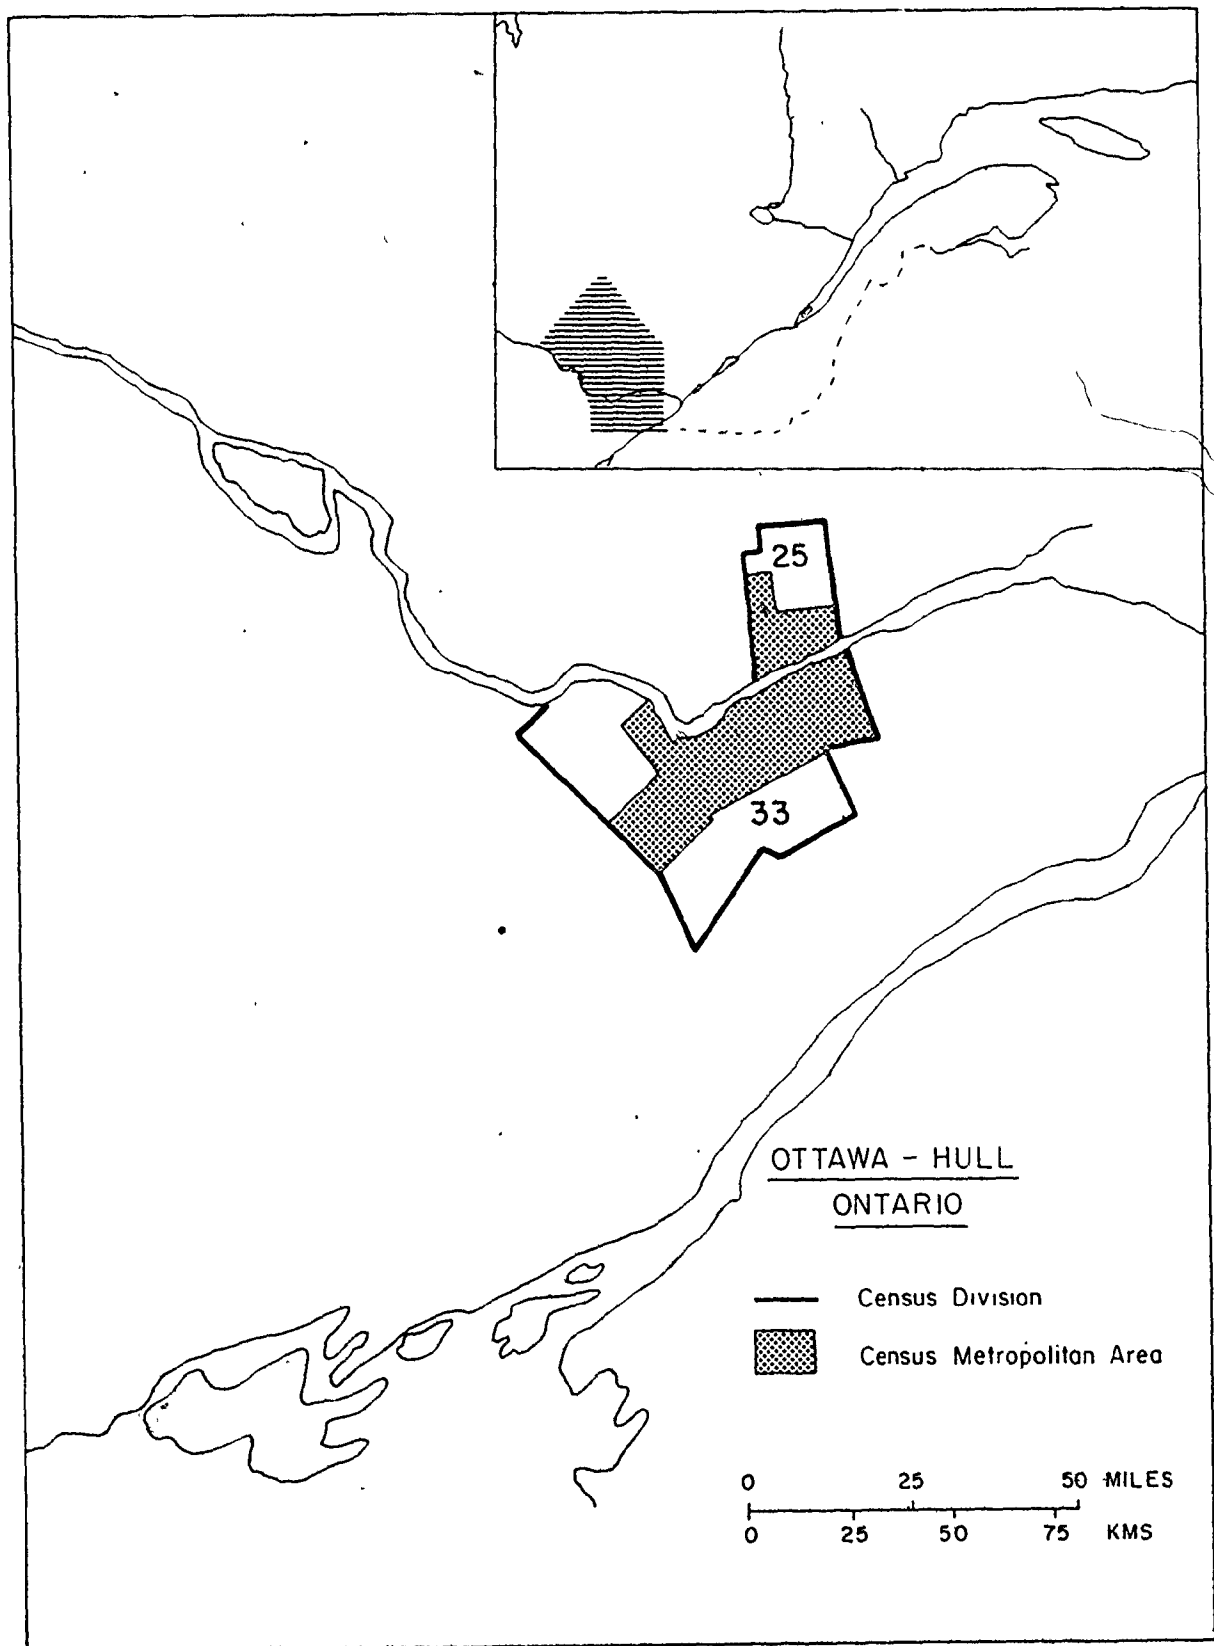 25
33
OTTAWA - HULL
ONTARIO
Census Division
Census Metropolitan Area
0 25 50 MILES
0 25 50 75 KMS